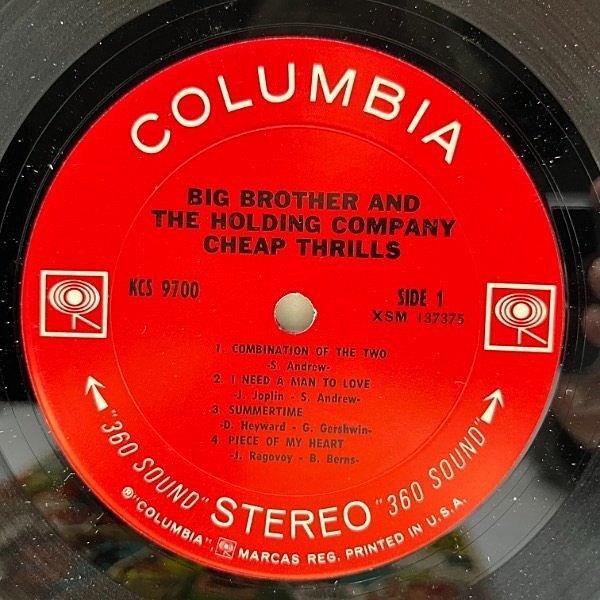 COLUMBIA
BIG BROTHER AND
THE HOLDING COMPANY
CHEAP THRILLS
KCS 9700
SIDE 1
XSM 137375
1. COMBINATION OF THE TWO
-S. Andrew-
2. I NEED A MAN TO LOVE
-J. Joplin - S. Andrew-
3. SUMMERTIME
-D. Heyward - G. Gershwin-
4. PIECE OF MY HEART
-J. Ragovoy - B. Berns-
"360 SOUND" STEREO "360 SOUND"
℗"COLUMBIA", MARCAS REG. PRINTED IN U.S.A.